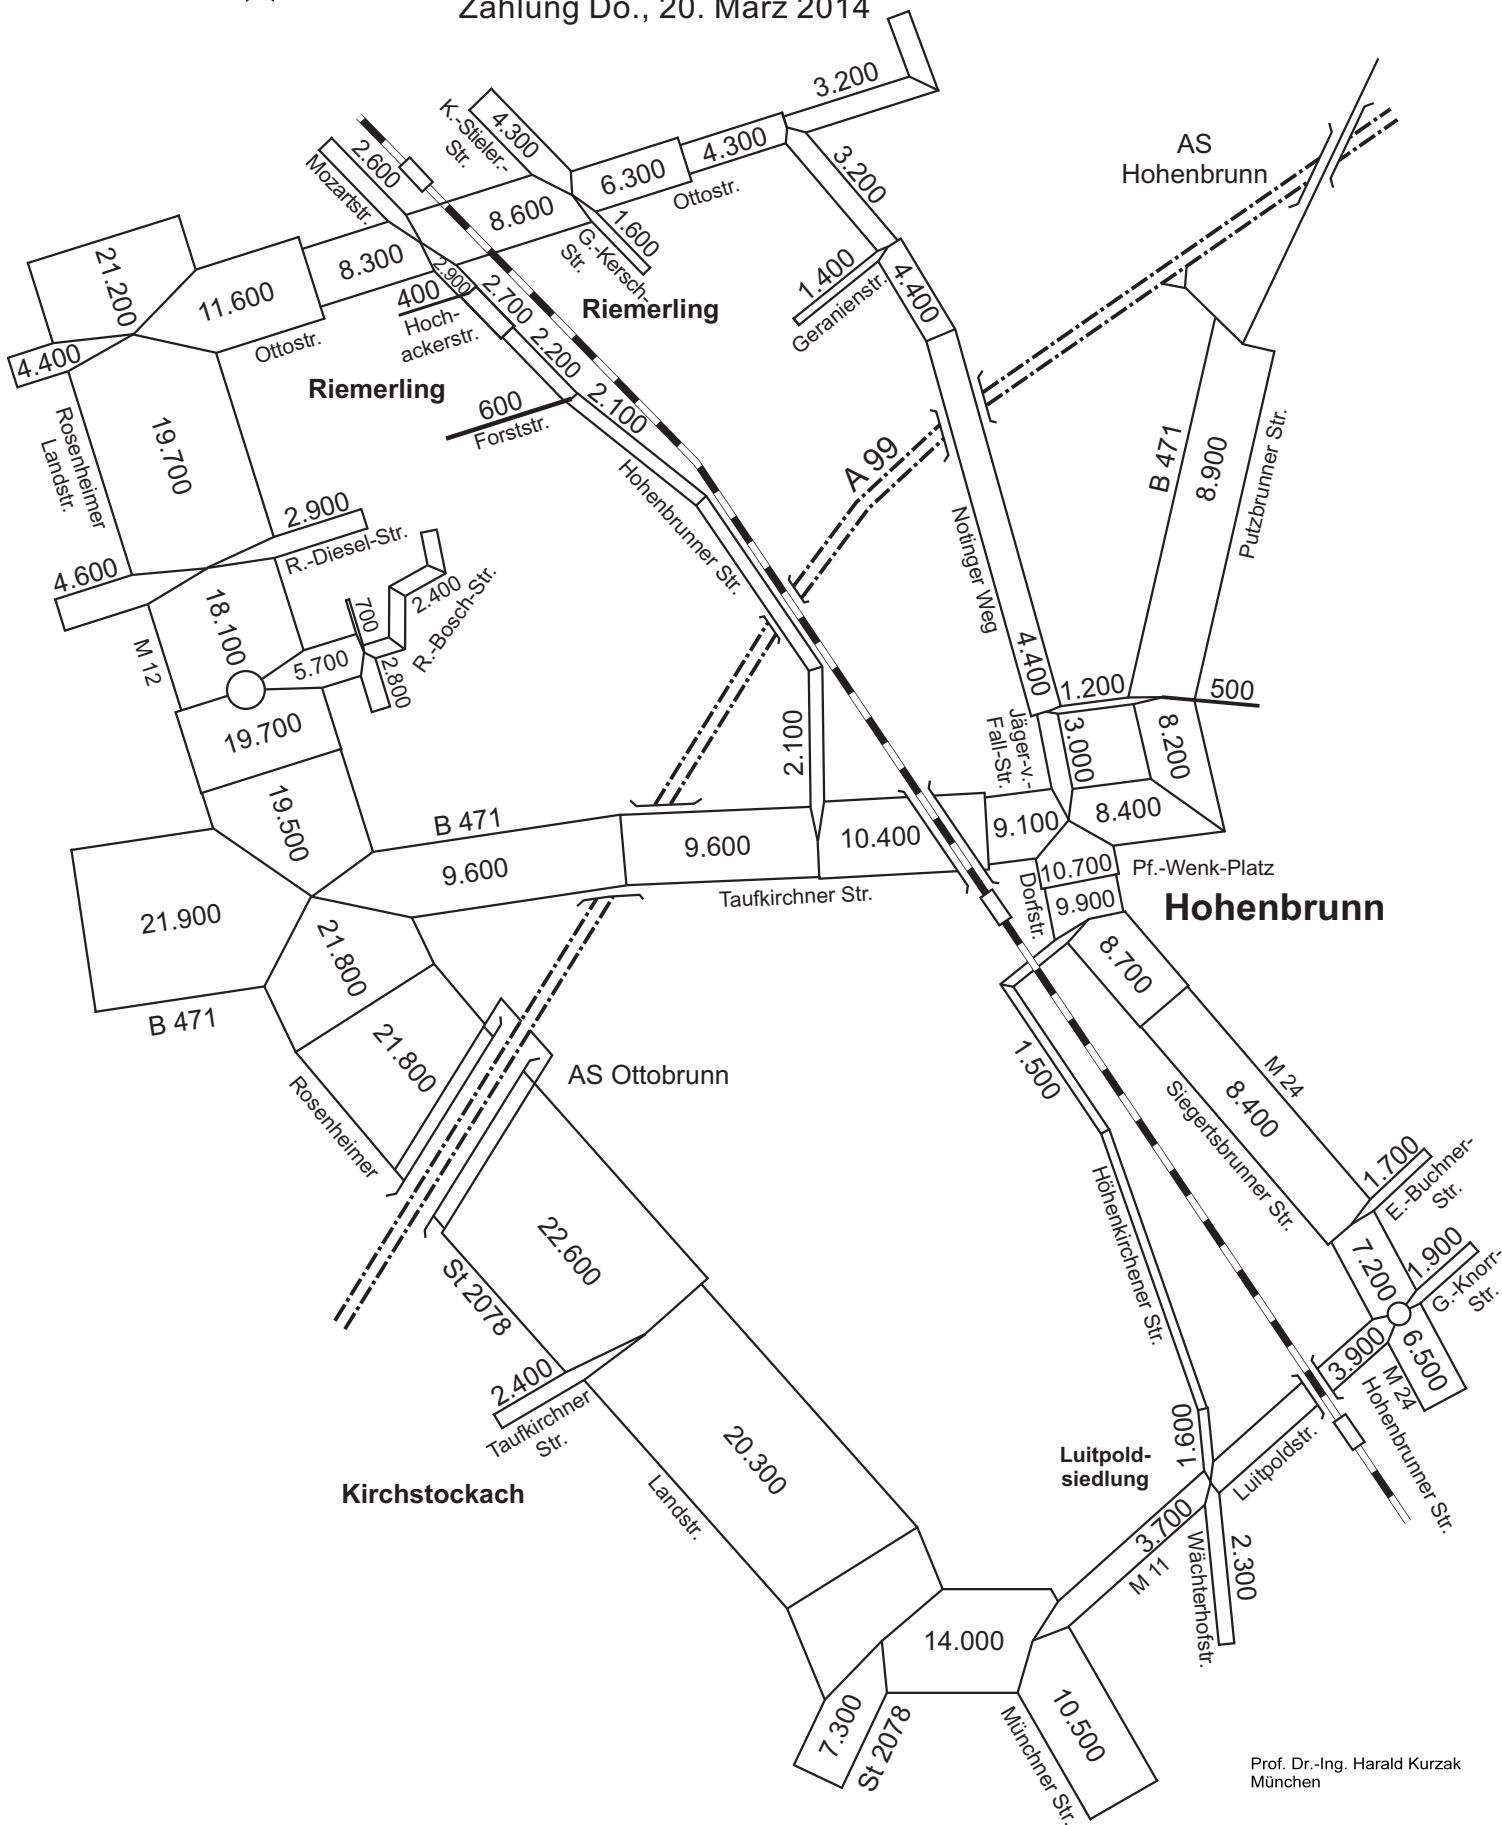 Zählung Do., 20. März 2014
3.200
4.300
K.-Stieler.-
Str.
2.600
Mozartstr.
6.300
4.300
Ottostr.
3.200
AS
Hohenbrunn
8.600
1.600
G.-Kersch-
Str.
21.200
11.600
8.300
2.900
400
Hoch-
ackerstr.
2.700
Riemerling
1.400
Geranienstr.
4.400
4.400
Ottostr.
2.200
Riemerling
2.100
600
Forststr.
Rosenheimer
Landstr.
19.700
A 99
B 471
8.900
Putzbrunner Str.
2.900
R.-Diesel-Str.
Hohenbrunner Str.
Notinger Weg
4.600
18.100
700
2.400
R.-Bosch-Str.
M 12
5.700
2.800
4.400
1.200
500
19.700
2.100
Jäger-v.-
Fall-Str.
3.000
8.200
19.500
B 471
9.600
9.600
10.400
9.100
8.400
Taufkirchner Str.
10.700
Pf.-Wenk-Platz
Dorfstr.
9.900
Hohenbrunn
21.900
21.800
8.700
B 471
21.800
AS Ottobrunn
1.500
M 24
Rosenheimer
8.400
Siegertsbrunner Str.
1.700
E.-Buchner-
Str.
22.600
St 2078
Höhenkirchener Str.
7.200
1.900
G.-Knorr-
Str.
2.400
Taufkirchner
Str.
3.900
6.500
M 24
Hohenbrunner Str.
20.300
1.600
Luitpold-
siedlung
Luitpoldstr.
Kirchstockach
Landstr.
3.700
M 11
Wächterhofstr.
2.300
14.000
7.300
St 2078
10.500
Münchner Str.
Prof. Dr.-Ing. Harald Kurzak
München